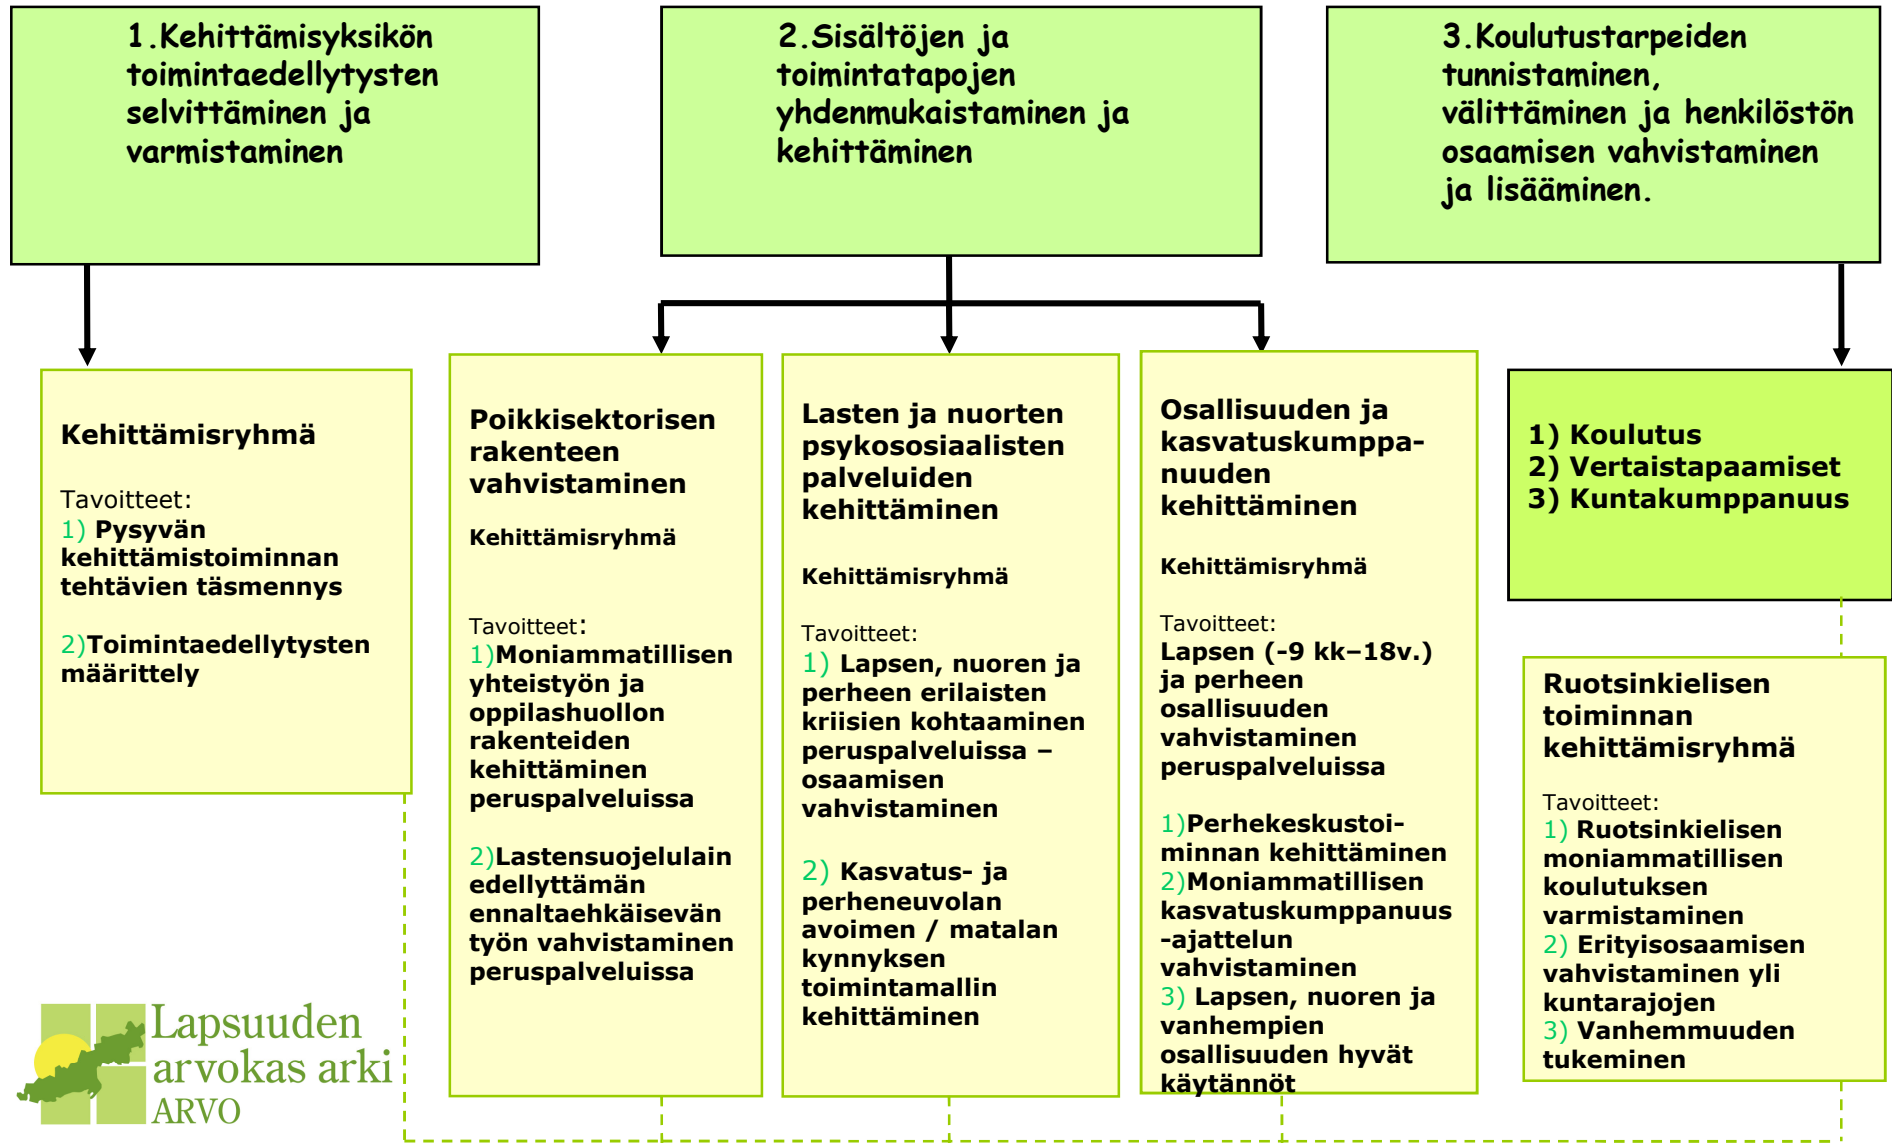 1.Kehittämisyksikön
toimintaedellytysten
selvittäminen ja
varmistaminen
2.Sisältöjen ja
toimintatapojen
yhdenmukaistaminen ja
kehittäminen
3.Koulutustarpeiden
tunnistaminen,
välittäminen ja henkilöstön
osaamisen vahvistaminen
ja lisääminen.
Kehittämisryhmä
Tavoitteet:
1) Pysyvän
kehittämistoiminnan
tehtävien täsmennys
2)Toimintaedellytysten
määrittely
Poikkisektorisen
rakenteen
vahvistaminen
Kehittämisryhmä
Tavoitteet:
1)Moniammatillisen
yhteistyön ja
oppilashuollon
rakenteiden
kehittäminen
peruspalveluissa
2)Lastensuojelulain
edellyttämän
ennaltaehkäisevän
työn vahvistaminen
peruspalveluissa
Lasten ja nuorten
psykososiaalisten
palveluiden
kehittäminen
Kehittämisryhmä
Tavoitteet:
1) Lapsen, nuoren ja
perheen erilaisten
kriisien kohtaaminen
peruspalveluissa –
osaamisen
vahvistaminen
2) Kasvatus- ja
perheneuvolan
avoimen / matalan
kynnyksen
toimintamallin
kehittäminen
Osallisuuden ja
kasvatuskumppa-
nuuden
kehittäminen
Kehittämisryhmä
Tavoitteet:
Lapsen (-9 kk–18v.)
ja perheen
osallisuuden
vahvistaminen
peruspalveluissa
1)Perhekeskustoi-
minnan kehittäminen
2)Moniammatillisen
kasvatuskumppanuus
-ajattelun
vahvistaminen
3) Lapsen, nuoren ja
vanhempien
osallisuuden hyvät
käytännöt
1) Koulutus
2) Vertaistapaamiset
3) Kuntakumppanuus
Ruotsinkielisen
toiminnan
kehittämisryhmä
Tavoitteet:
1) Ruotsinkielisen
moniammatillisen
koulutuksen
varmistaminen
2) Erityisosaamisen
vahvistaminen yli
kuntarajojen
3) Vanhemmuuden
tukeminen
Lapsuuden
arvokas arki
ARVO